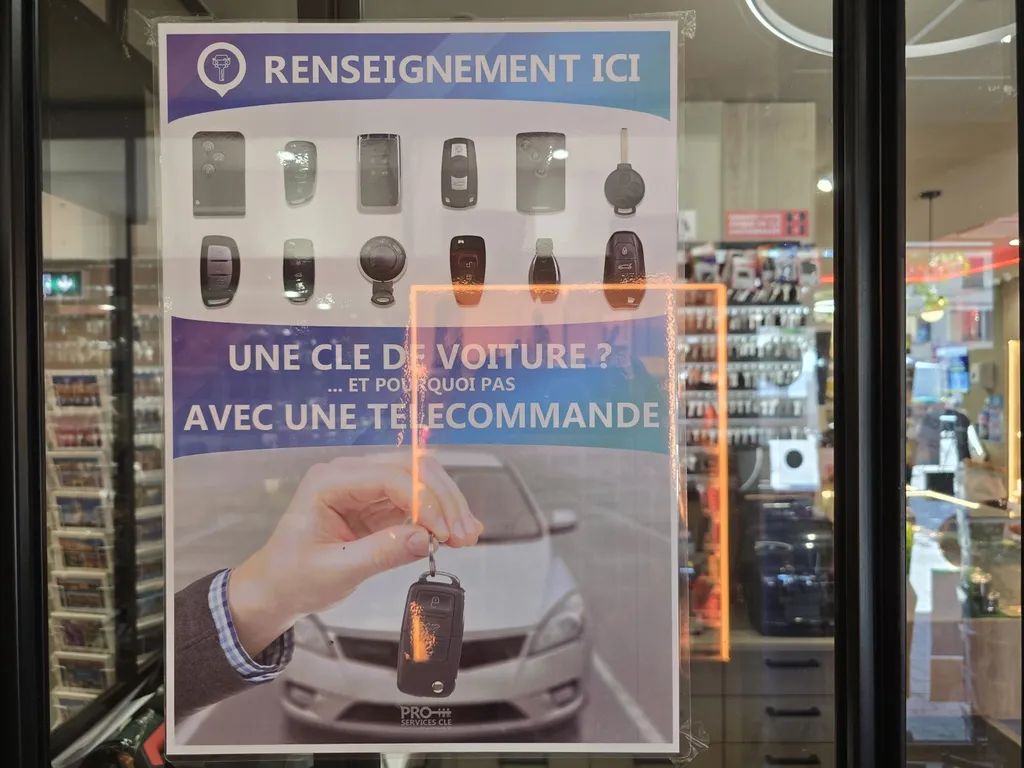 RENSEIGNEMENT ICI
UNE CLE DE VOITURE ?
... ET POURQUOI PAS
AVEC UNE TELECOMMANDE
PRO
SERVICES CLE